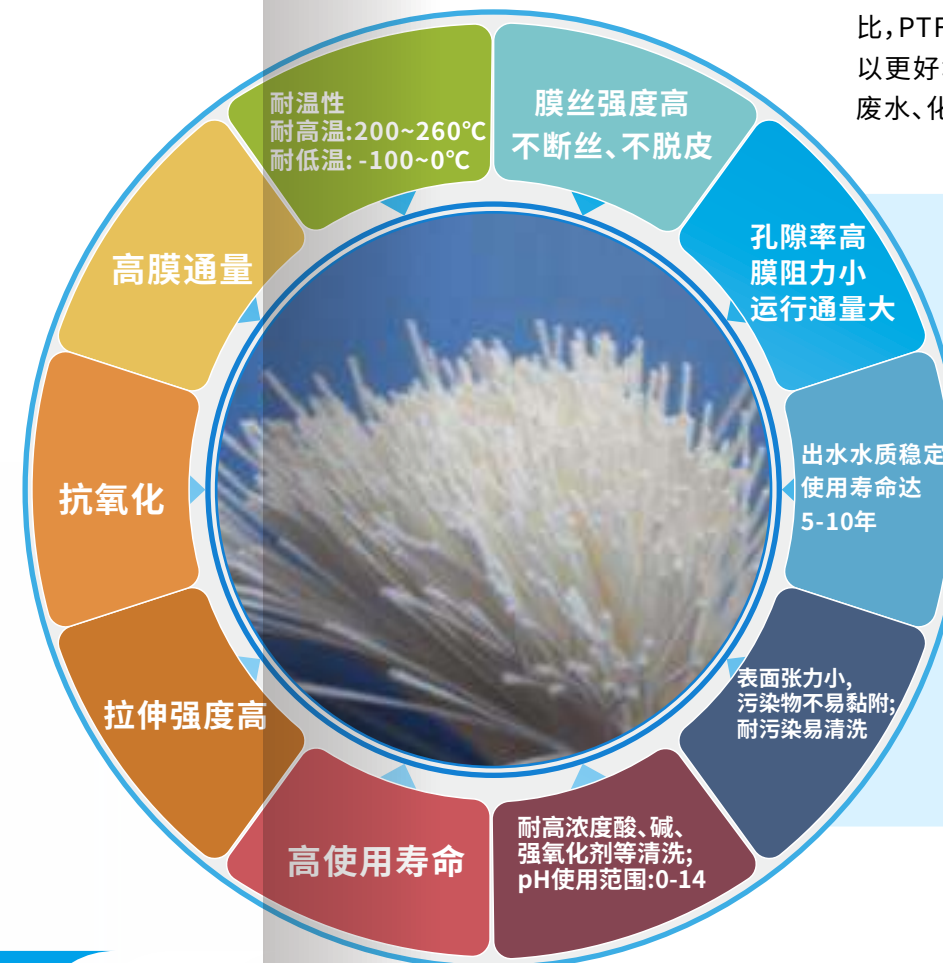 比,PTF
以更好
废水、化
耐温性
耐高温:200~260℃
耐低温: -100~0℃
膜丝强度高
不断丝、不脱皮
孔隙率高
膜阻力小
运行通量大
出水水质稳定
使用寿命达
5-10年
表面张力小,
污染物不易黏附;
耐污染易清洗
耐高浓度酸、碱、
强氧化剂等清洗;
pH使用范围:0-14
高使用寿命
拉伸强度高
抗氧化
高膜通量